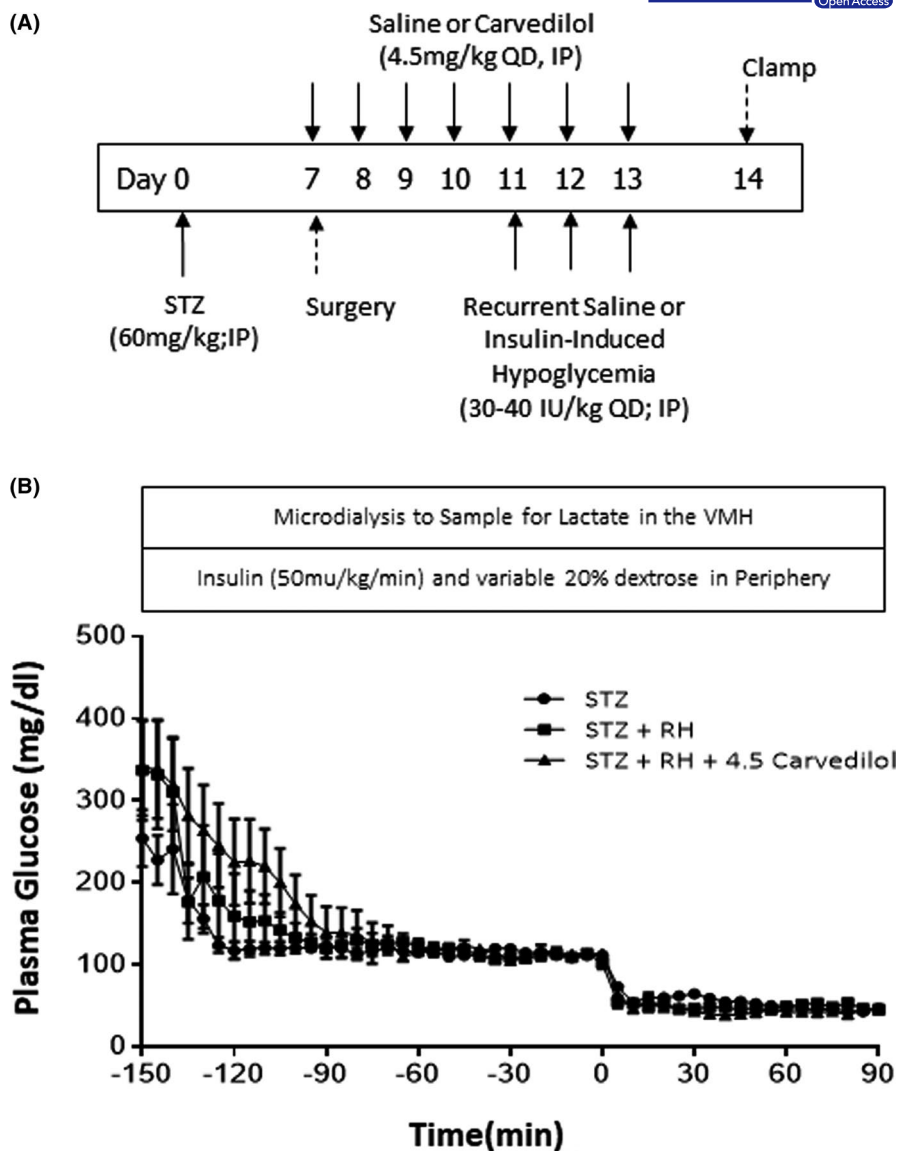 Open Access
(A)
Saline or Carvedilol
(4.5mg/kg QD, IP)
Clamp
Day 0 7 8 9 10 11 12 13 14
STZ
(60mg/kg;IP)
Surgery
Recurrent Saline or
Insulin-Induced
Hypoglycemia
(30-40 IU/kg QD; IP)
(B)
Microdialysis to Sample for Lactate in the VMH
Insulin (50mu/kg/min) and variable 20% dextrose in Periphery
Plasma Glucose (mg/dl)
500
400
300
200
100
0
STZ
STZ + RH
STZ + RH + 4.5 Carvedilol
-150 -120 -90 -60 -30 0 30 60 90
Time(min)